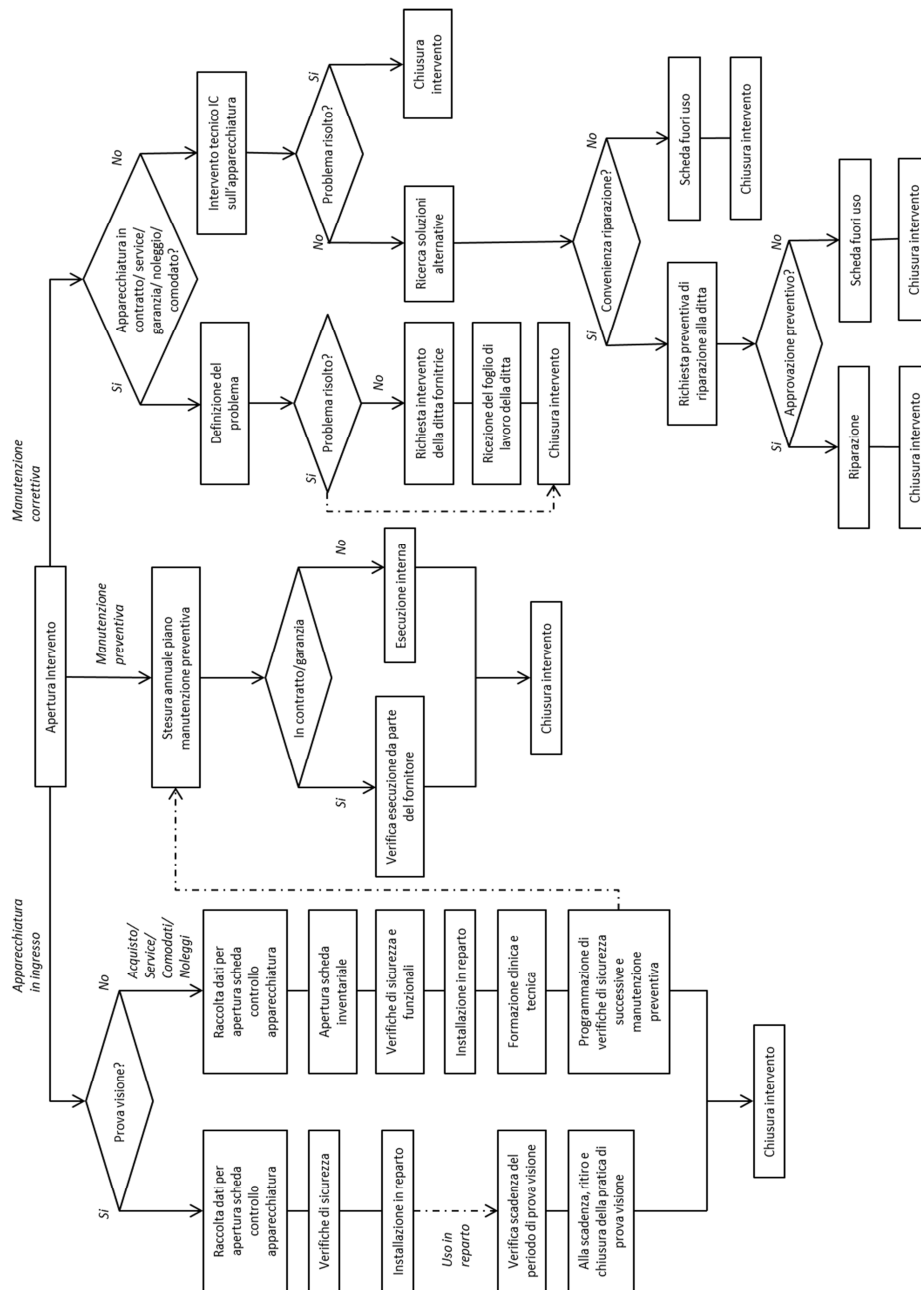 Apertura Intervento
Apparecchiatura
in ingresso
Prova visione?
Si
Raccolta dati per
apertura scheda
controllo
apparecchiatura
Verifiche di sicurezza
Installazione in reparto
Uso in
reparto
Verifica scadenza del
periodo di prova visione
Alla scadenza, ritiro e
chiusura della pratica di
prova visione
No
Acquisto/
Service/
Comodati/
Noleggi
Raccolta dati per
apertura scheda
controllo
apparecchiatura
Apertura scheda
inventariale
Verifiche di sicurezza e
funzionali
Installazione in reparto
Formazione clinica e
tecnica
Programmazione di
verifiche di sicurezza
successive e
manutenzione
preventiva
Chiusura intervento
Manutenzione
preventiva
Stesura annuale piano
manutenzione preventiva
In contratto/garanzia
Si
Verifica esecuzione da parte
del fornitore
No
Esecuzione interna
Chiusura intervento
Manutenzione
correttiva
Apparecchiatura in
contratto/ service/
garanzia/ noleggio/
comodato?
Si
Definizione del
problema
Problema risolto?
Si
No
Richiesta intervento
della ditta fornitrice
Ricezione del foglio di
lavoro della ditta
Chiusura intervento
No
Intervento tecnico IC
sull'apparecchiatura
Problema risolto?
Si
Chiusura
intervento
No
Ricerca soluzioni
alternative
Convenienza riparazione?
Si
Richiesta preventiva di
riparazione alla ditta
No
Scheda fuori uso
Chiusura intervento
Approvazione preventivo?
Si
Riparazione
Chiusura intervento
No
Scheda fuori uso
Chiusura intervento